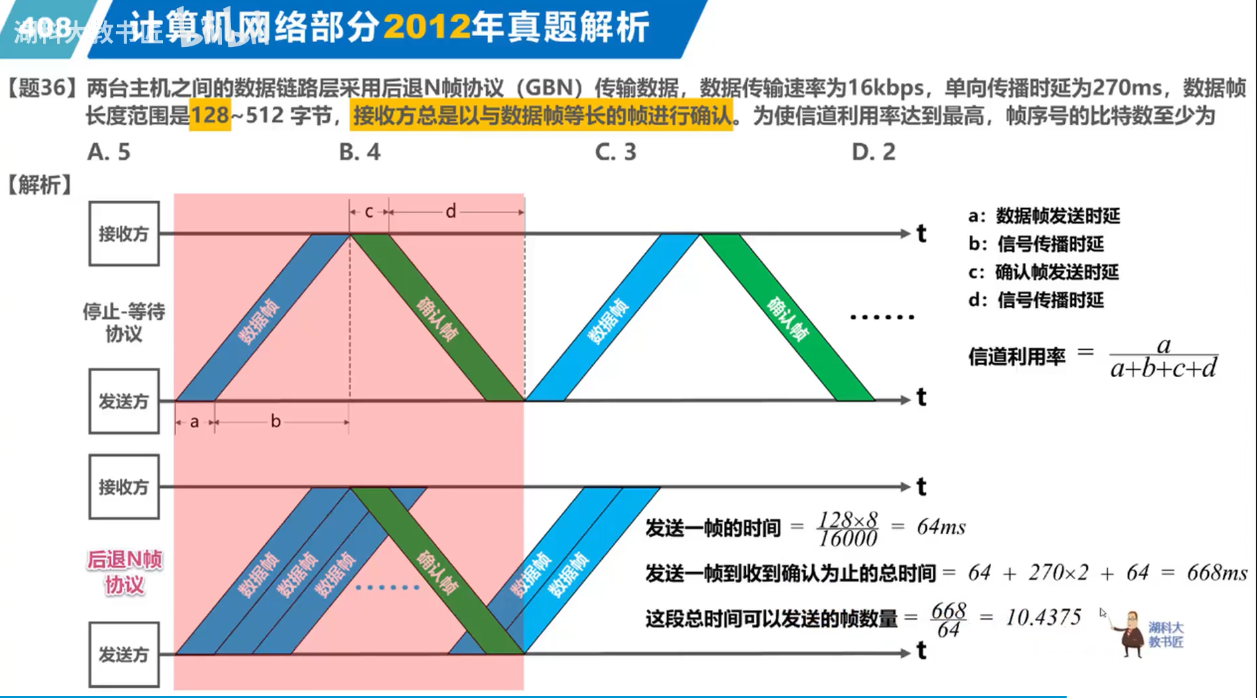 408
湖科大教书匠 bilibili
计算机网络部分2012年真题解析
【题36】两台主机之间的数据链路层采用后退N帧协议（GBN）传输数据，数据传输速率为16kbps，单向传播时延为270ms，数据帧
长度范围是128~512 字节，接收方总是以与数据帧等长的帧进行确认。为使信道利用率达到最高，帧序号的比特数至少为
A. 5 B. 4 C. 3 D. 2
【解析】
接收方
c
d
t
停止-等待
协议
数据帧
确认帧
数据帧
确认帧
……
发送方
t
a
b
a：数据帧发送时延
b：信号传播时延
c：确认帧发送时延
d：信号传播时延
信道利用率 = a / a+b+c+d
接收方
t
后退N帧
协议
数据帧
数据帧
数据帧
……
确认帧
数据帧
数据帧
发送方
t
发送一帧的时间 = 128×8 / 16000 = 64ms
发送一帧到收到确认为止的总时间 = 64 + 270×2 + 64 = 668ms
这段总时间可以发送的帧数量 = 668 / 64 = 10.4375
湖科大
教书匠